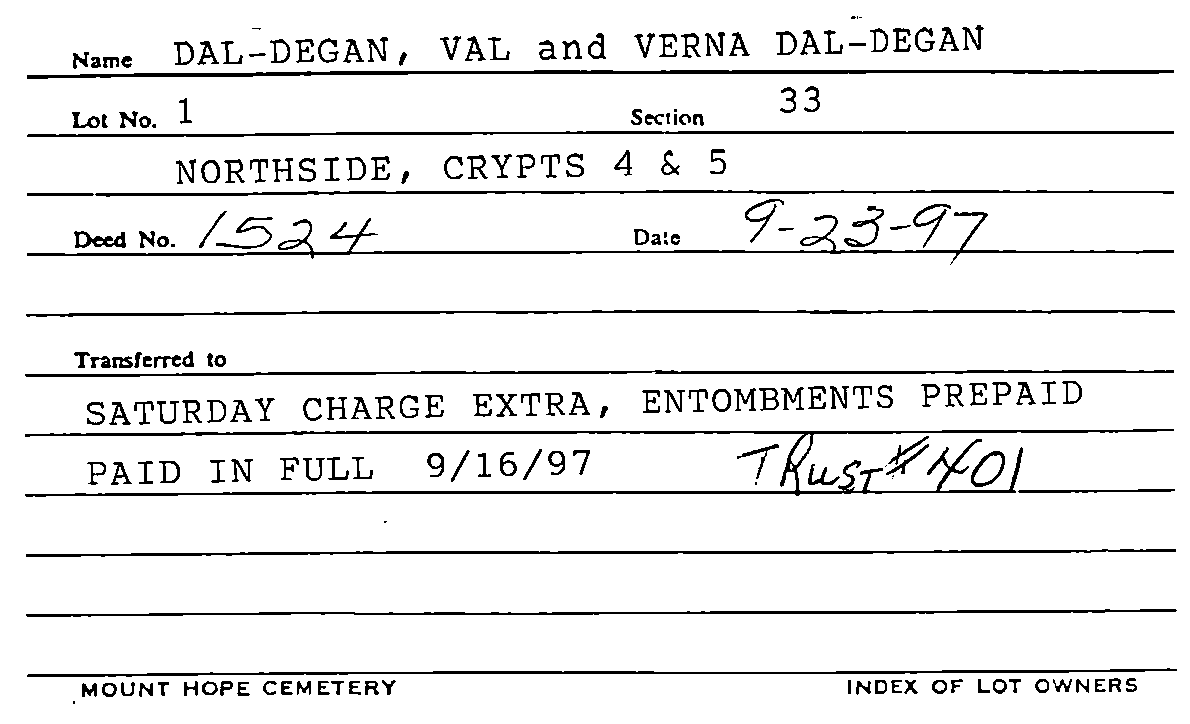 Name DAL-DEGAN, VAL and VERNA DAL-DEGAN
Lot No. 1 Section 33
NORTHSIDE, CRYPTS 4 & 5
Deed No. 1524 Date 9-23-97
Transferred to
SATURDAY CHARGE EXTRA, ENTOMBMENTS PREPAID
PAID IN FULL 9/16/97 TRUST # 401
MOUNT HOPE CEMETERY INDEX OF LOT OWNERS